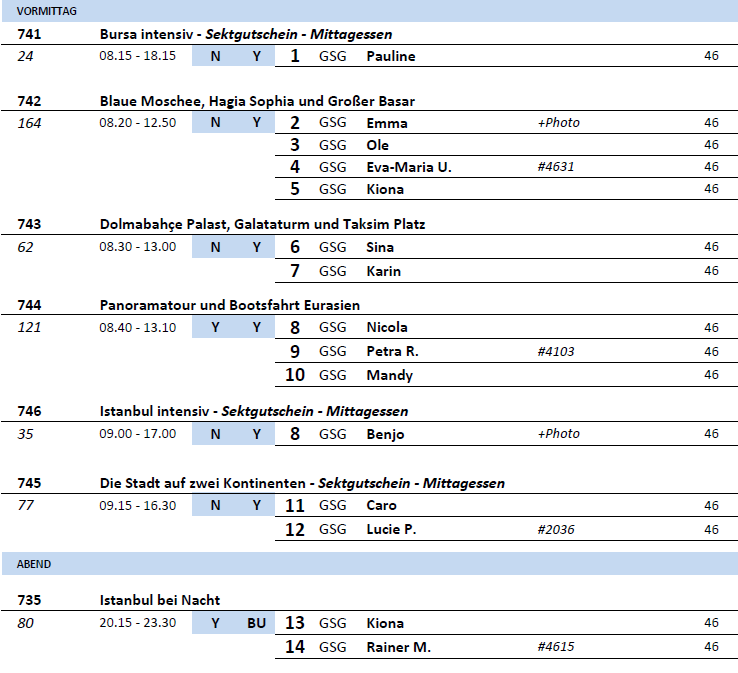 VORMITTAG
741 Bursa intensiv - Sektgutschein - Mittagessen
24 08.15 - 18.15 N Y 1 GSG Pauline 46
742 Blaue Moschee, Hagia Sophia und Großer Basar
164 08.20 - 12.50 N Y 2 GSG Emma +Photo 46
3 GSG Ole 46
4 GSG Eva-Maria U. #4631 46
5 GSG Kiona 46
743 Dolmabahçe Palast, Galataturm und Taksim Platz
62 08.30 - 13.00 N Y 6 GSG Sina 46
7 GSG Karin 46
744 Panoramatour und Bootsfahrt Eurasien
121 08.40 - 13.10 Y Y 8 GSG Nicola 46
9 GSG Petra R. #4103 46
10 GSG Mandy 46
746 Istanbul intensiv - Sektgutschein - Mittagessen
35 09.00 - 17.00 N Y 8 GSG Benjo +Photo 46
745 Die Stadt auf zwei Kontinenten - Sektgutschein - Mittagessen
77 09.15 - 16.30 N Y 11 GSG Caro 46
12 GSG Lucie P. #2036 46
ABEND
735 Istanbul bei Nacht
80 20.15 - 23.30 Y BU 13 GSG Kiona 46
14 GSG Rainer M. #4615 46